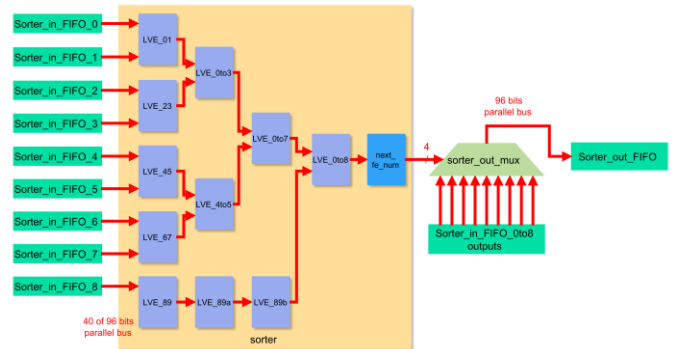 Sorter_in_FIFO_0
Sorter_in_FIFO_1
Sorter_in_FIFO_2
Sorter_in_FIFO_3
Sorter_in_FIFO_4
Sorter_in_FIFO_5
Sorter_in_FIFO_6
Sorter_in_FIFO_7
Sorter_in_FIFO_8
40 of 96 bits
parallel bus
LVE_01
LVE_23
LVE_45
LVE_67
LVE_89
LVE_0to3
LVE_4to5
LVE_89a
LVE_0to7
LVE_89b
LVE_0to8
next_
fe_num
sorter
4
96 bits
parallel bus
sorter_out_mux
Sorter_in_FIFO_0to8
outputs
Sorter_out_FIFO